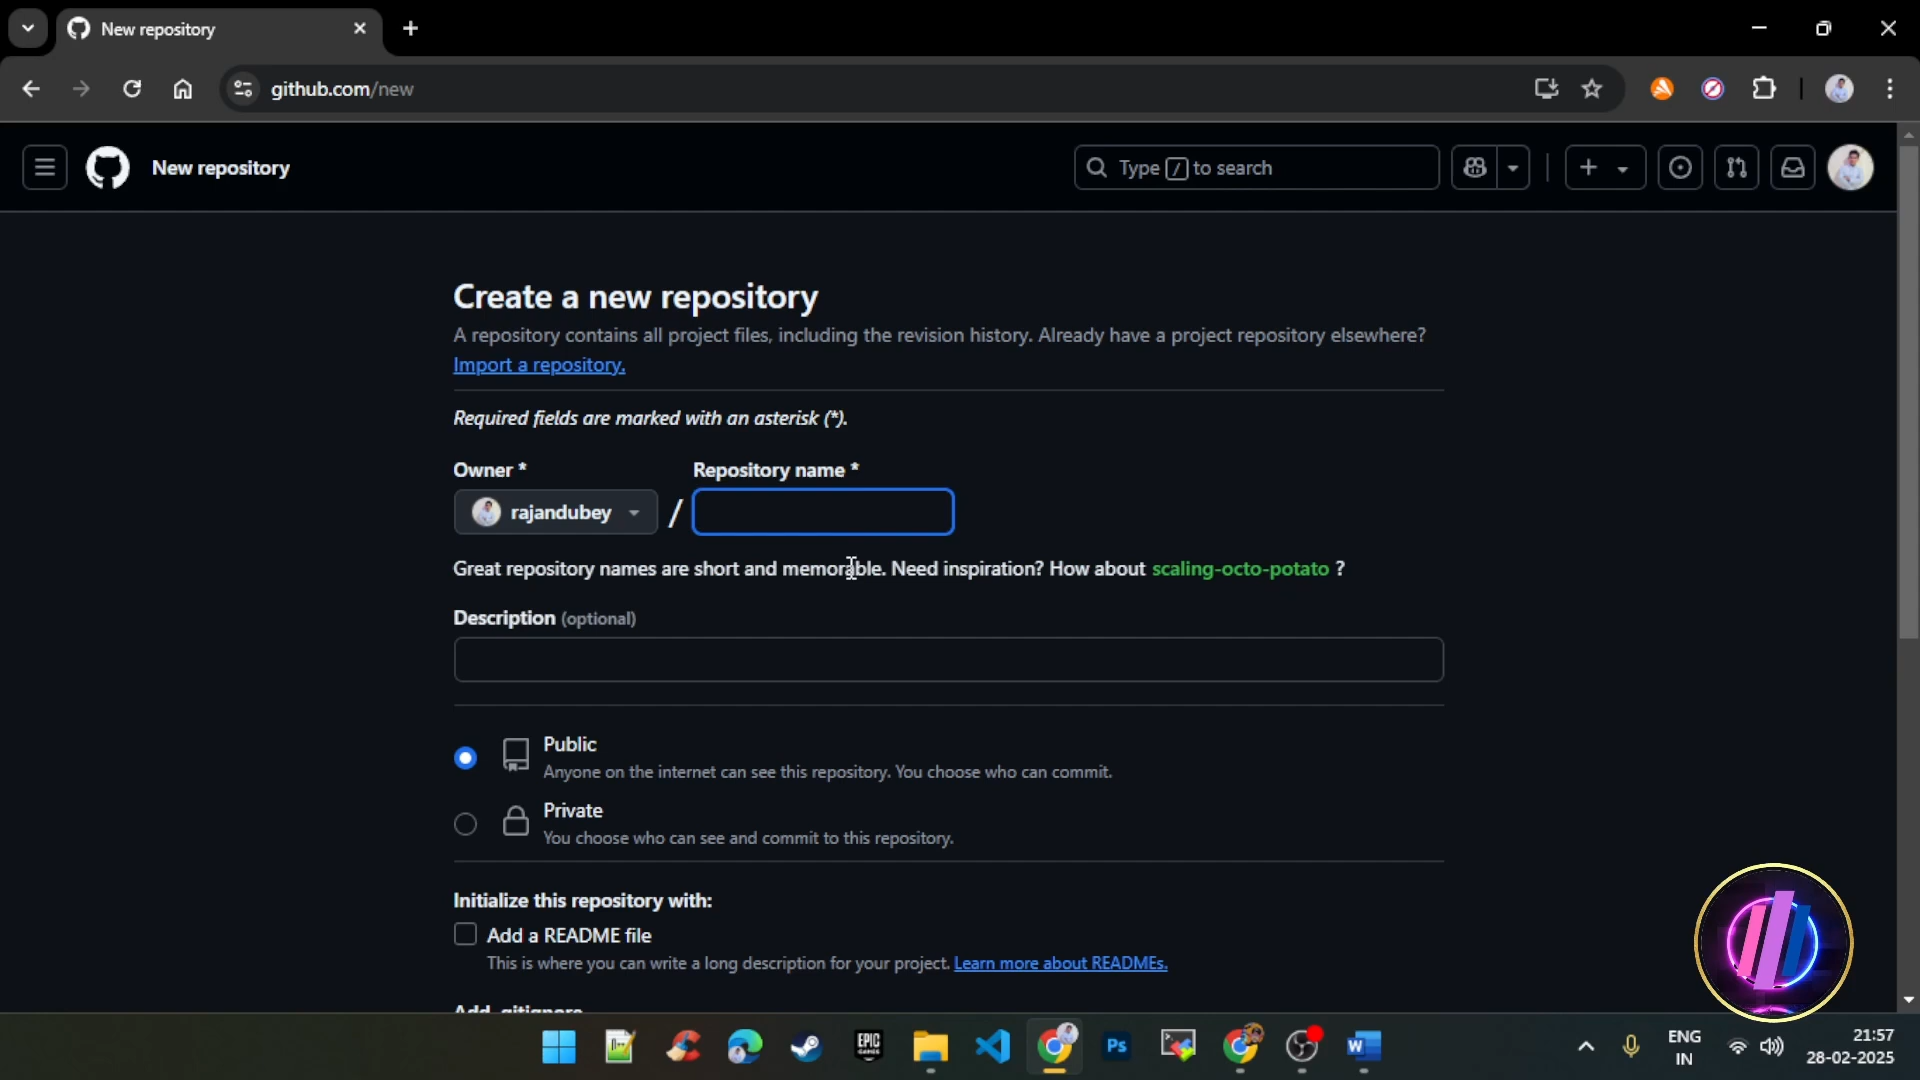 New repository
github.com/new
New repository
Type / to search
Create a new repository
A repository contains all project files, including the revision history. Already have a project repository elsewhere?
Import a repository.
Required fields are marked with an asterisk (*).
Owner *
Repository name *
rajandubey
/
Great repository names are short and memorable. Need inspiration? How about scaling-octo-potato ?
Description (optional)
Public
Anyone on the internet can see this repository. You choose who can commit.
Private
You choose who can see and commit to this repository.
Initialize this repository with:
Add a README file
This is where you can write a long description for your project. Learn more about READMEs.
Add .gitignore
EPIC
GAMES
Ps
W
ENG
IN
21:57
28-02-2025